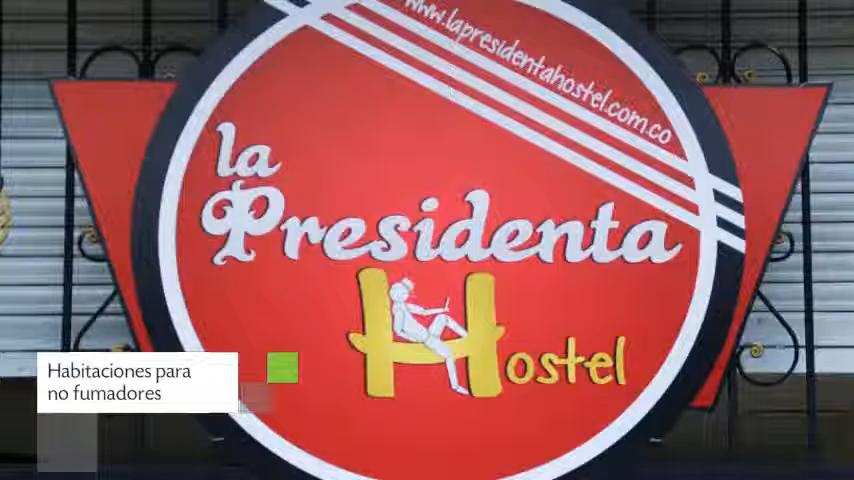 www.lapresidentahostel.com.co
la
Presidenta
Hostel
Habitaciones para
no fumadores